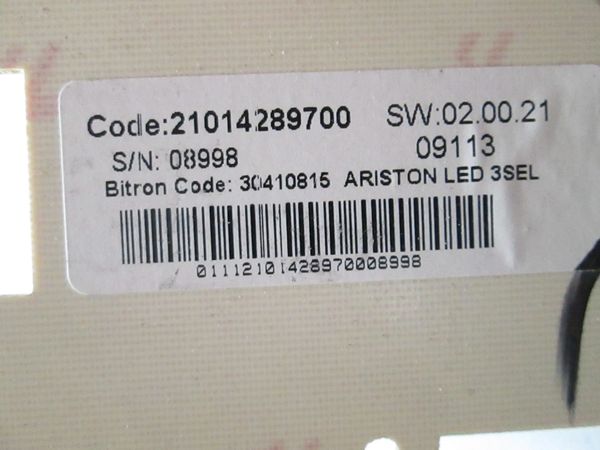 Code:21014289700 SW:02.00.21
S/N: 08998 09113
Bitron Code: 30410815 ARISTON LED 3SEL
01112101428970008998